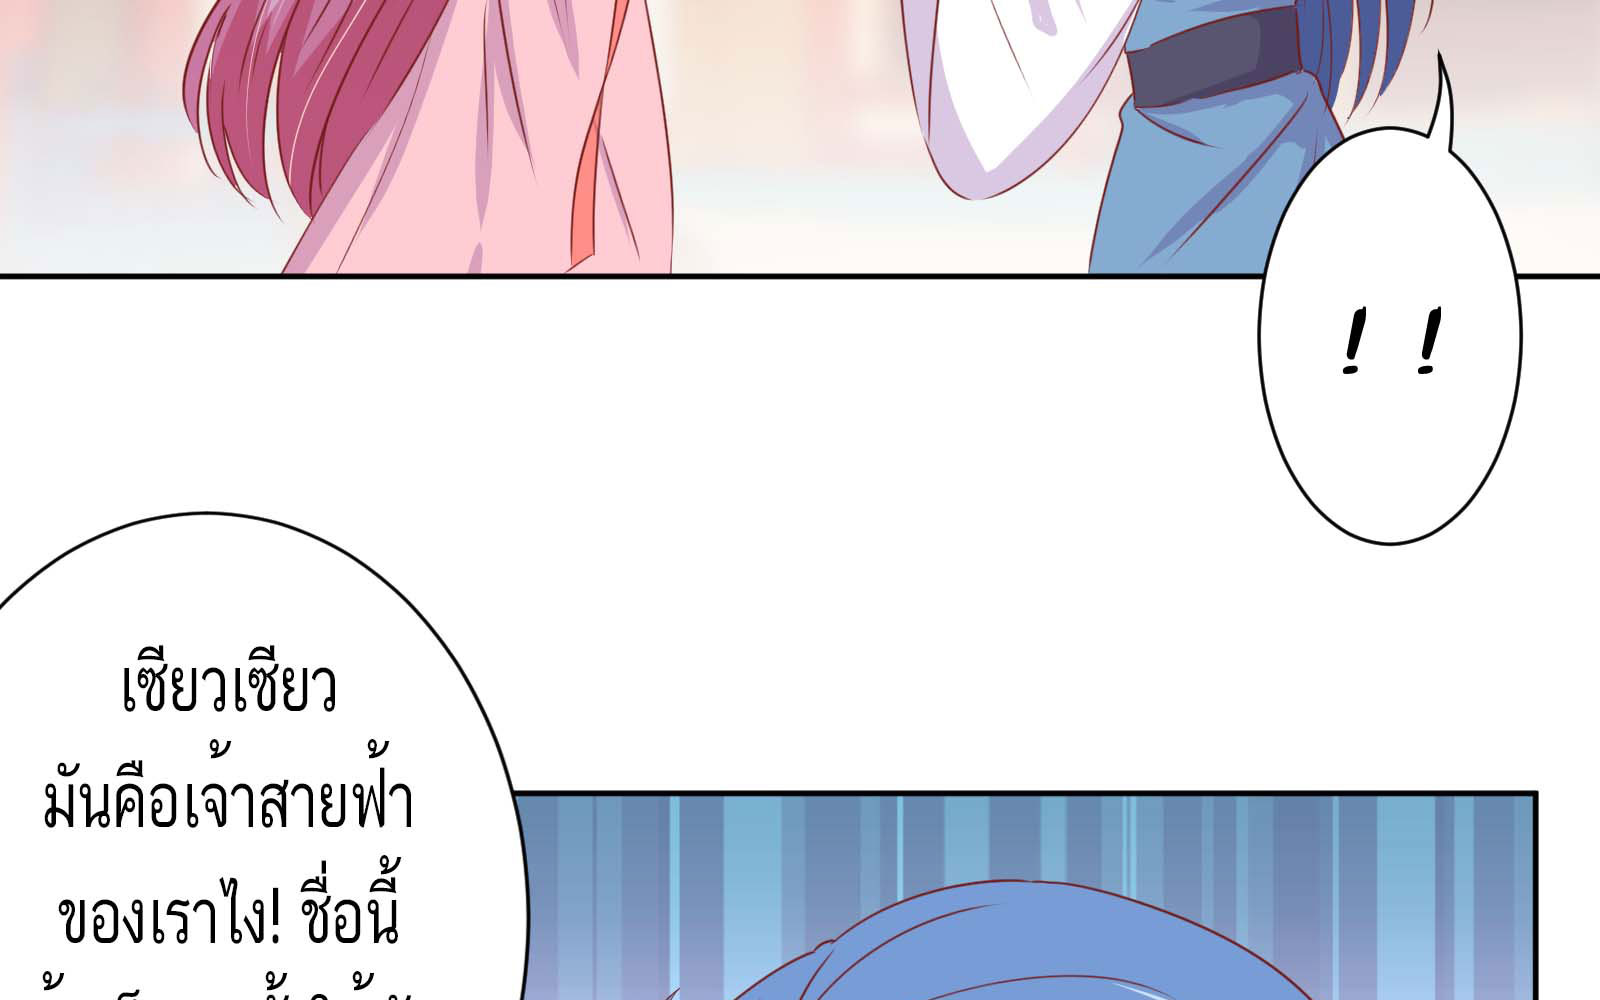 ! !
เซียวเซียว
มันคือเจ้าสายฟ้า
ของเราไง! ชื่อนี้